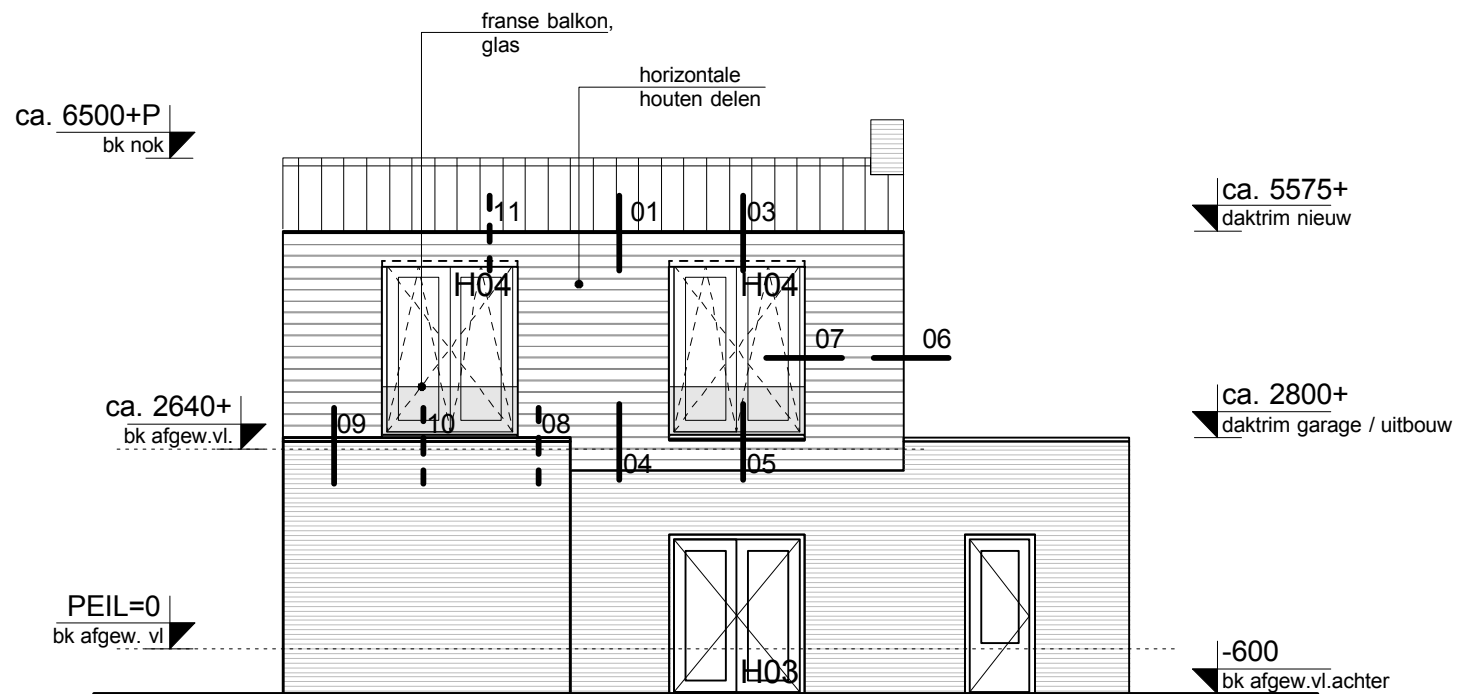 franse balkon,
glas
horizontale
houten delen
ca. 6500+P
bk nok
ca. 5575+
daktrim nieuw
11
01
03
H04
H04
07
06
ca. 2640+
bk afgew.vl.
ca. 2800+
daktrim garage / uitbouw
09
10
08
04
05
PEIL=0
bk afgew. vl
H03
-600
bk afgew.vl.achter